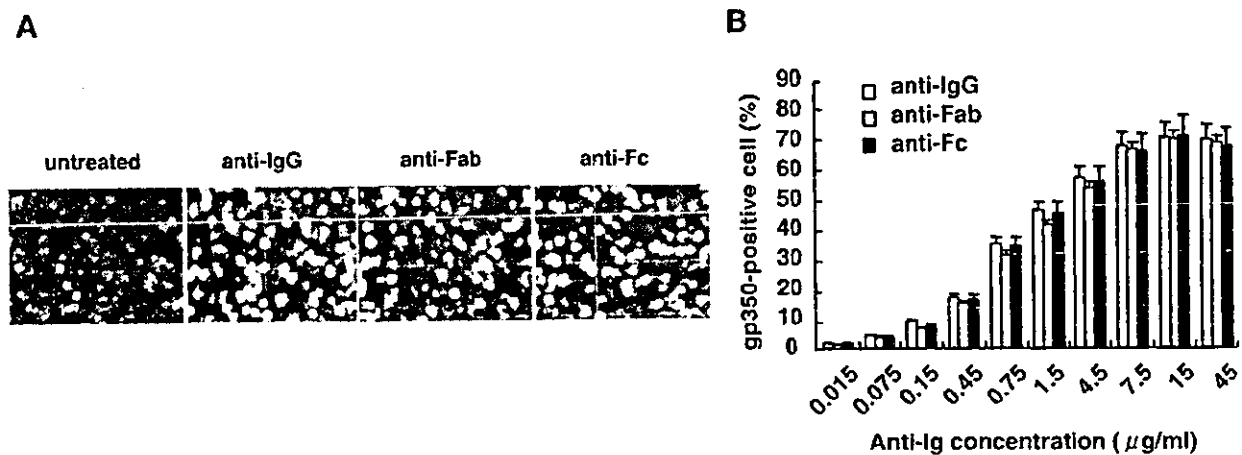 A
untreated
anti-IgG
anti-Fab
anti-Fc
B
gp350-positive cell (%)
90
80
70
60
50
40
30
20
10
0
anti-IgG
anti-Fab
anti-Fc
0.015
0.075
0.15
0.45
0.75
1.5
4.5
7.5
15
45
Anti-Ig concentration ( μg/ml)